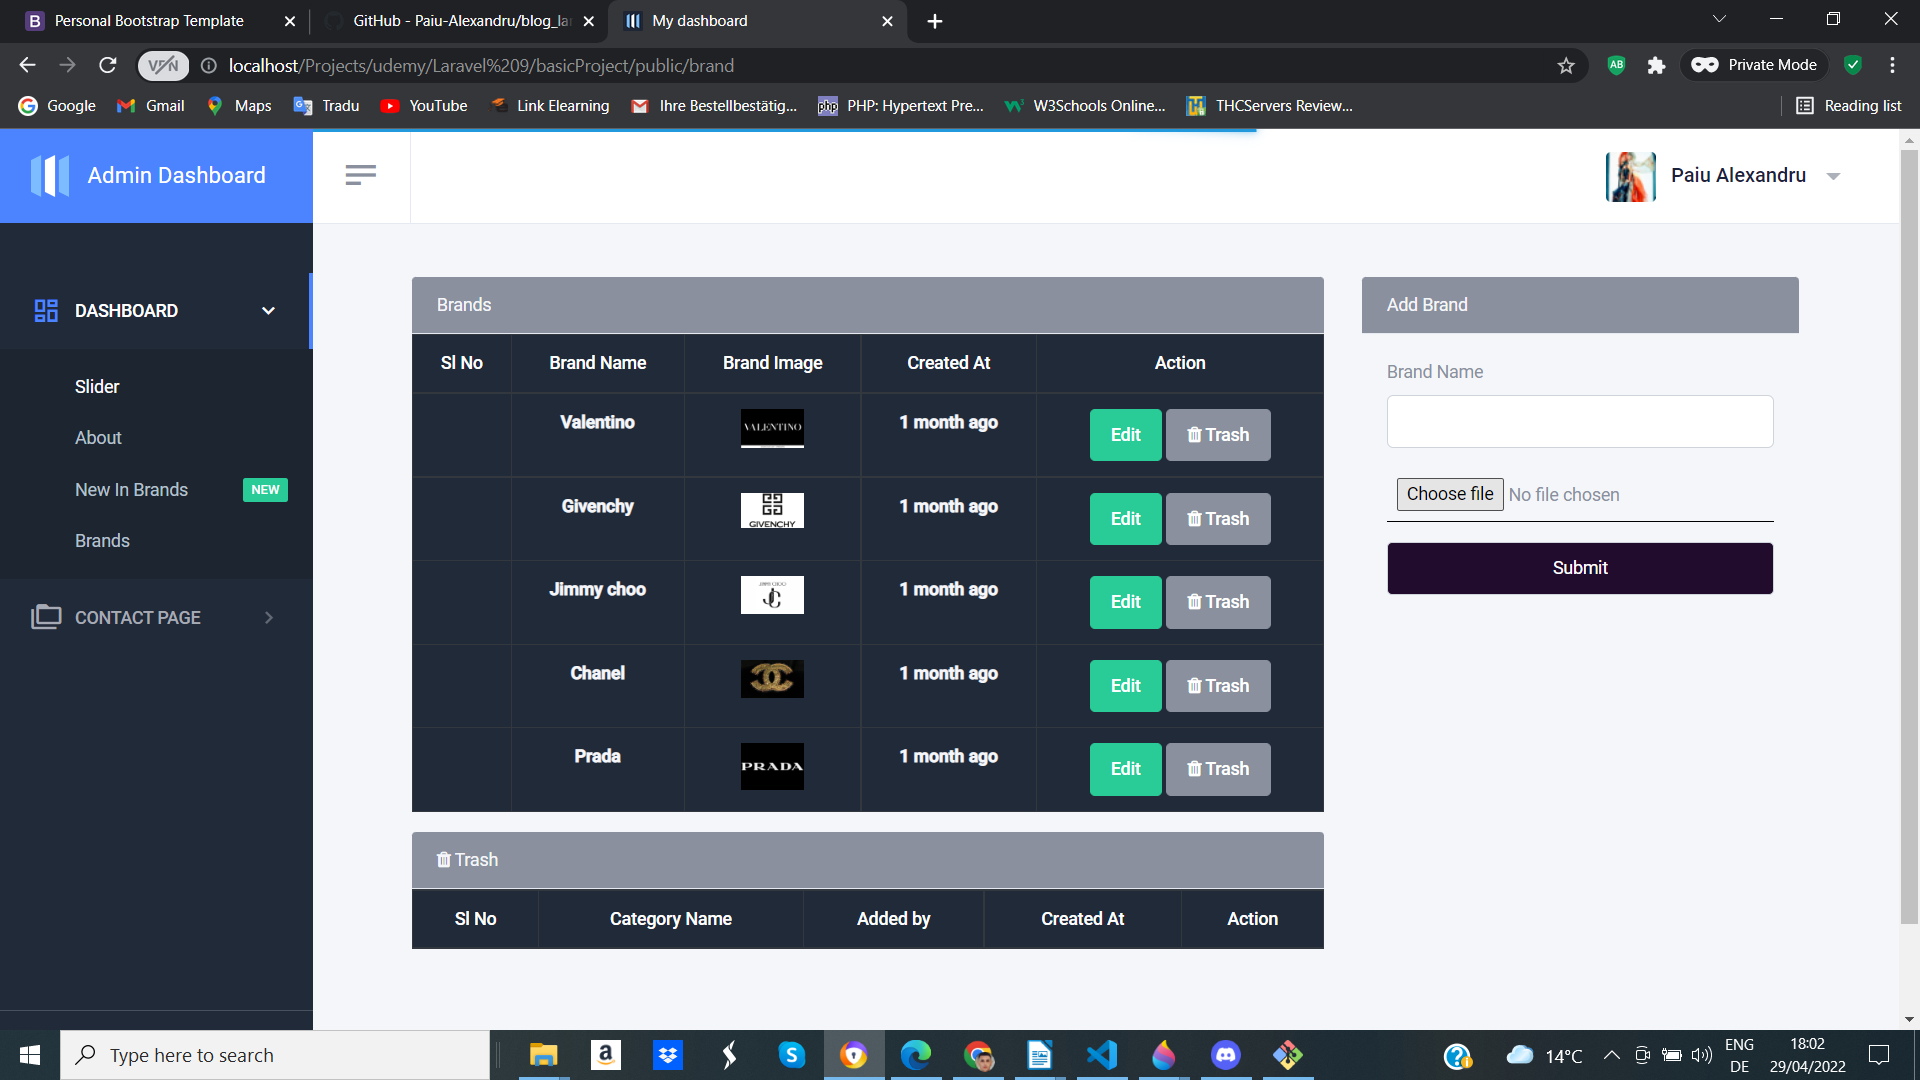 Personal Bootstrap Template
GitHub - Paiu-Alexandru/blog_la
My dashboard
VPN
localhost/Projects/udemy/Laravel%209/basicProject/public/brand
AB
Private Mode
Google
Gmail
Maps
Tradu
YouTube
Link Elearning
Ihre Bestellbestätig...
PHP: Hypertext Pre...
W3Schools Online...
THCServers Review...
Reading list
Admin Dashboard
Paiu Alexandru
DASHBOARD
Slider
About
New In Brands NEW
Brands
CONTACT PAGE
Brands
Sl No Brand Name Brand Image Created At Action
Valentino VALENTINO 1 month ago Edit Trash
Givenchy GIVENCHY 1 month ago Edit Trash
Jimmy choo JIMMY CHOO JC 1 month ago Edit Trash
Chanel 1 month ago Edit Trash
Prada PRADA 1 month ago Edit Trash
Trash
Sl No Category Name Added by Created At Action
Add Brand
Brand Name
Choose file No file chosen
Submit
Type here to search
14°C
ENG
DE
18:02
29/04/2022